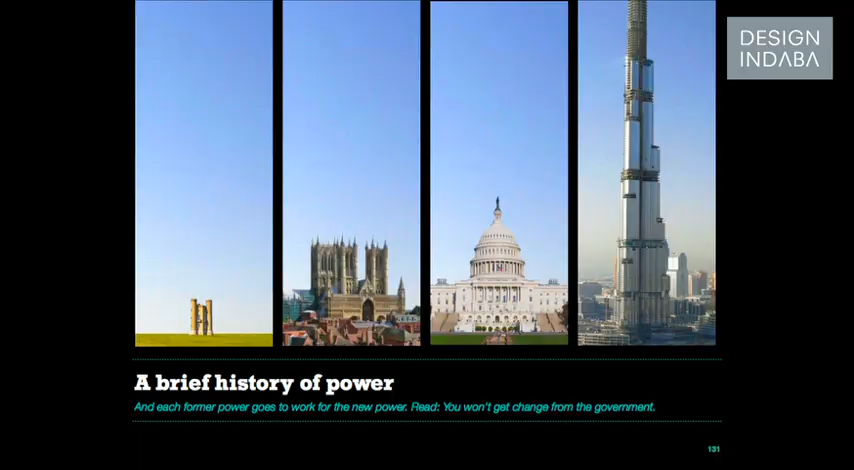 DESIGN
INDABA
A brief history of power
And each former power goes to work for the new power. Read: You won't get change from the government.
131